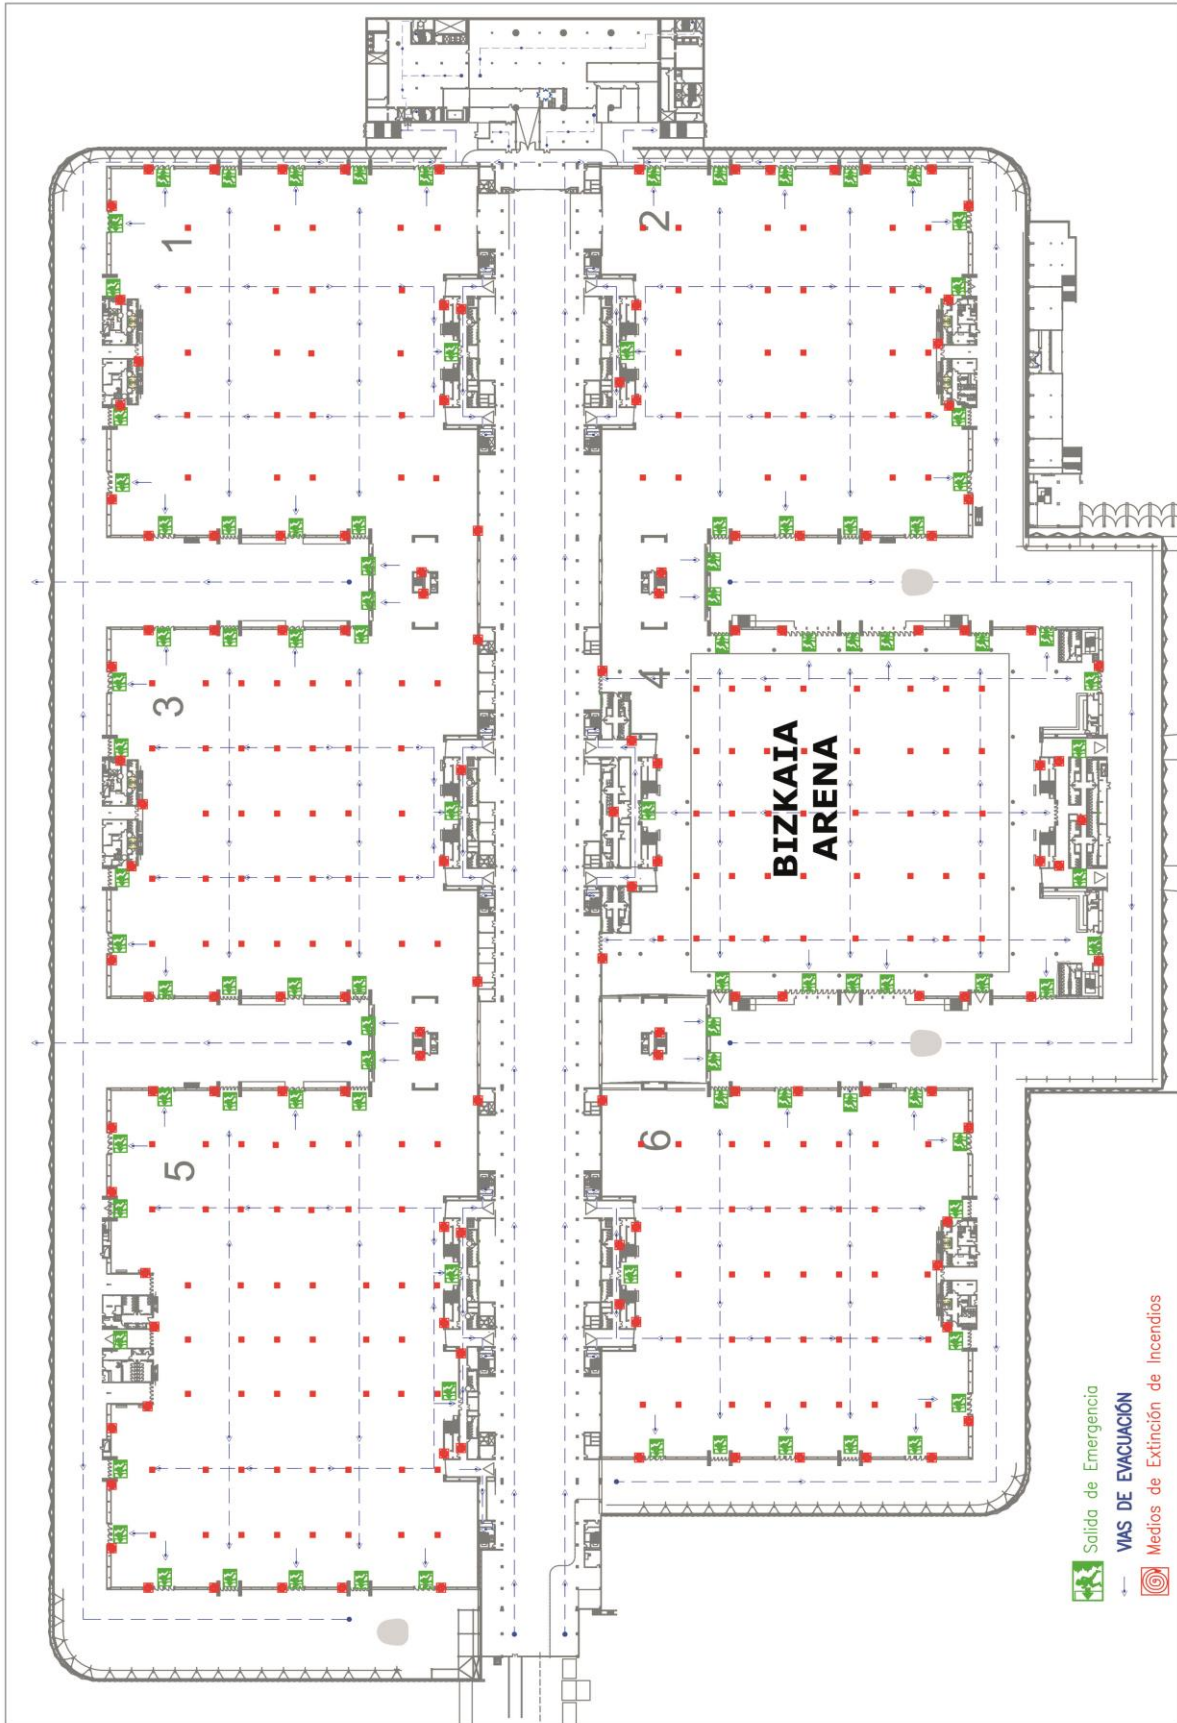 1
2
3
4
BIZKAIA
ARENA
5
6
Salida de Emergencia
VIAS DE EVACUACIÓN
Medios de Extinción de Incendios